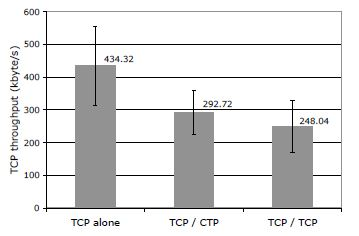 TCP throughput (kbyte/s)
600
500
400
300
200
100
0
434.32
292.72
248.04
TCP alone
TCP / CTP
TCP / TCP